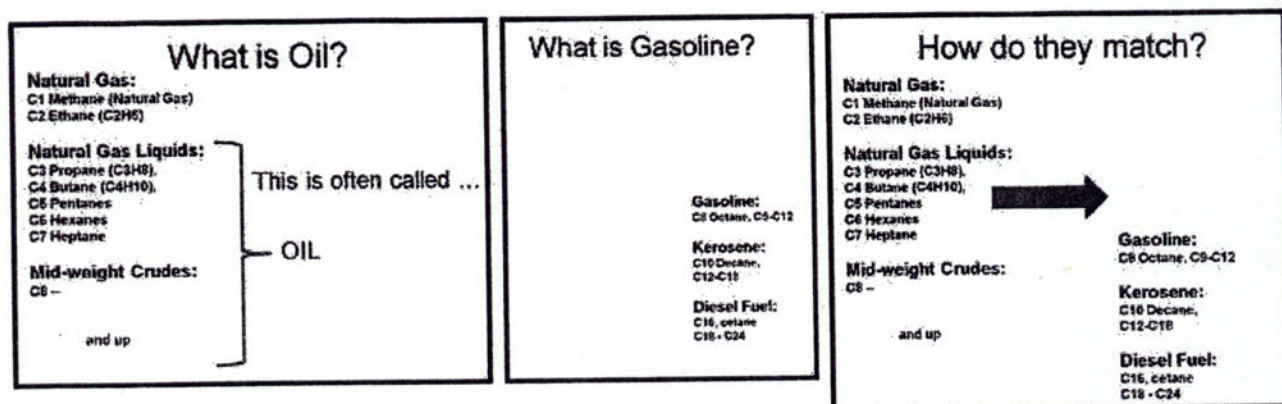 What is Oil?
Natural Gas:
C1 Methane (Natural Gas)
C2 Ethane (C2H6)
Natural Gas Liquids:
C3 Propane (C3H8),
C4 Butane (C4H10),
C5 Pentanes
C6 Hexanes
C7 Heptane
Mid-weight Crudes:
C8 --
and up
This is often called ...
OIL
What is Gasoline?
Gasoline:
C8 Octane, C9-C12
Kerosene:
C10 Decane,
C12-C18
Diesel Fuel:
C16, cetane
C18 - C24
How do they match?
Natural Gas:
C1 Methane (Natural Gas)
C2 Ethane (C2H6)
Natural Gas Liquids:
C3 Propane (C3H8),
C4 Butane (C4H10),
C5 Pentanes
C6 Hexanes
C7 Heptane
Mid-weight Crudes:
C8 --
and up
Gasoline:
C8 Octane, C9-C12
Kerosene:
C10 Decane,
C12-C18
Diesel Fuel:
C16, cetane
C18 - C24